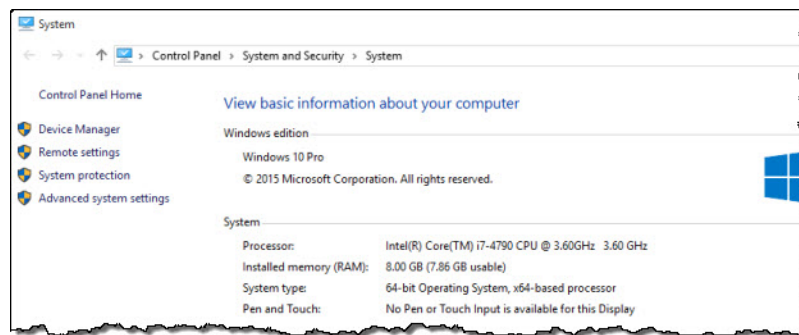 System
Control Panel › System and Security › System
Control Panel Home
Device Manager
Remote settings
System protection
Advanced system settings
View basic information about your computer
Windows edition
Windows 10 Pro
© 2015 Microsoft Corporation. All rights reserved.
System
Processor: Intel(R) Core(TM) i7-4790 CPU @ 3.60GHz 3.60 GHz
Installed memory (RAM): 8.00 GB (7.86 GB usable)
System type: 64-bit Operating System, x64-based processor
Pen and Touch: No Pen or Touch Input is available for this Display